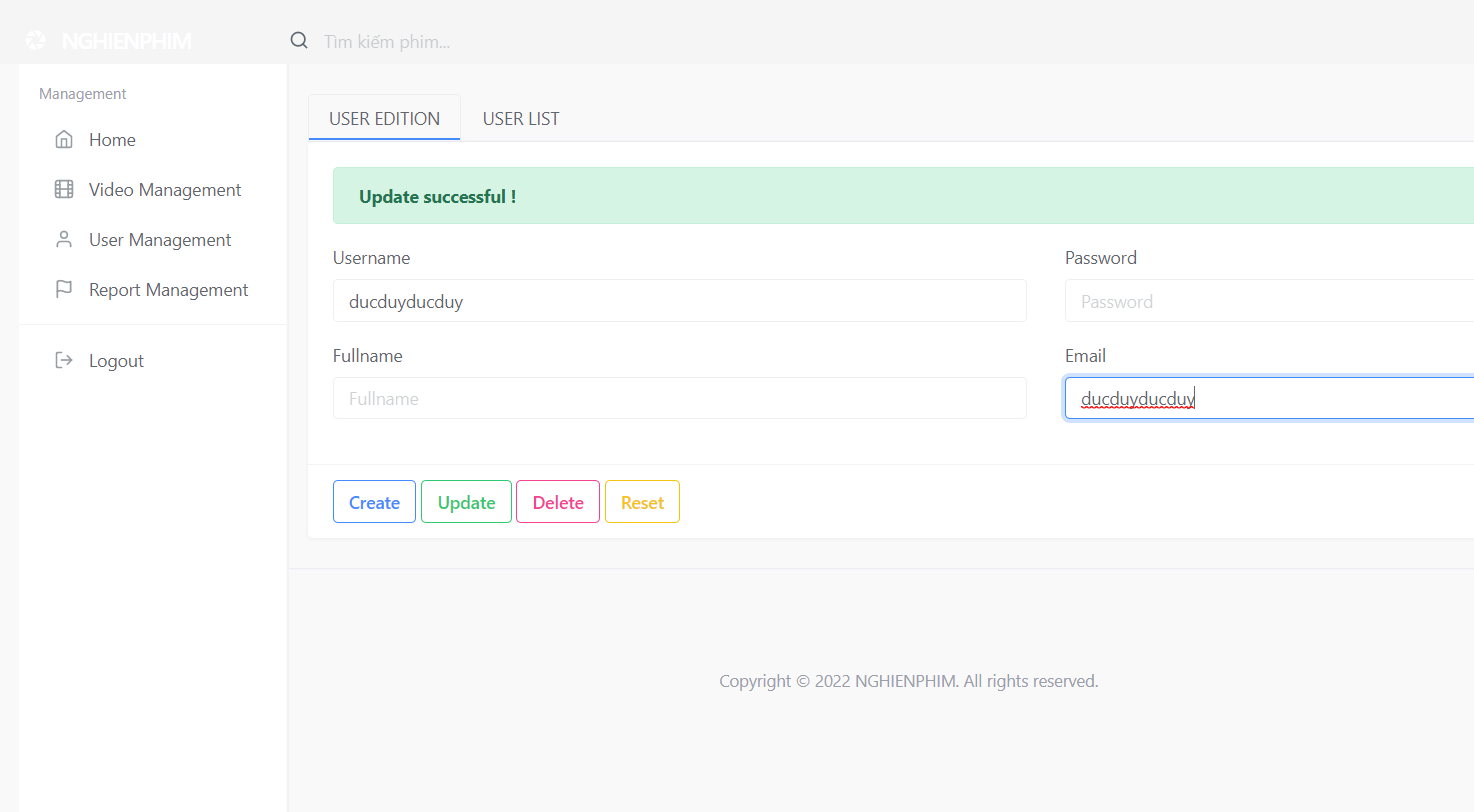 NGHIENPHIM
Tìm kiếm phim...
Management
Home
Video Management
User Management
Report Management
Logout
USER EDITION
USER LIST
Update successful !
Username
Password
ducduyducduy
Password
Fullname
Email
Fullname
ducduyducduy
Create
Update
Delete
Reset
Copyright © 2022 NGHIENPHIM. All rights reserved.